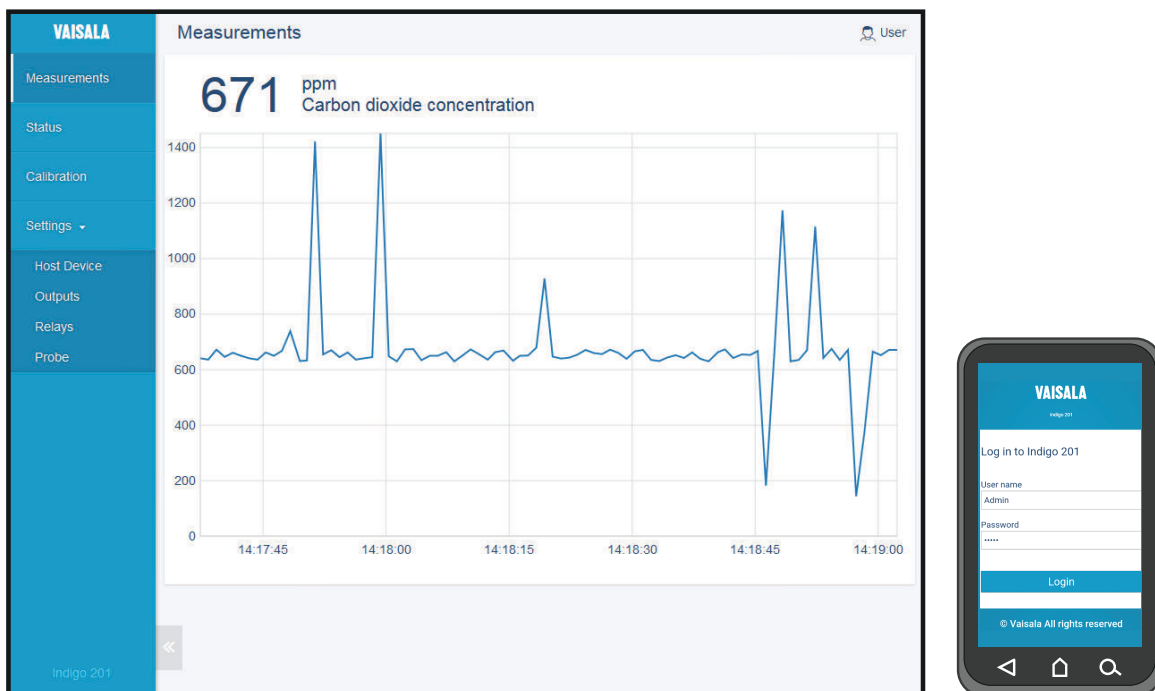 VAISALA
Measurements
User
Measurements
Status
Calibration
Settings
Host Device
Outputs
Relays
Probe
Indigo 201
671
ppm
Carbon dioxide concentration
1400
1200
1000
800
600
400
200
0
14:17:45 14:18:00 14:18:15 14:18:30 14:18:45 14:19:00
VAISALA
Indigo 201
Log in to Indigo 201
User name
Admin
Password
•••••
Login
© Vaisala All rights reserved